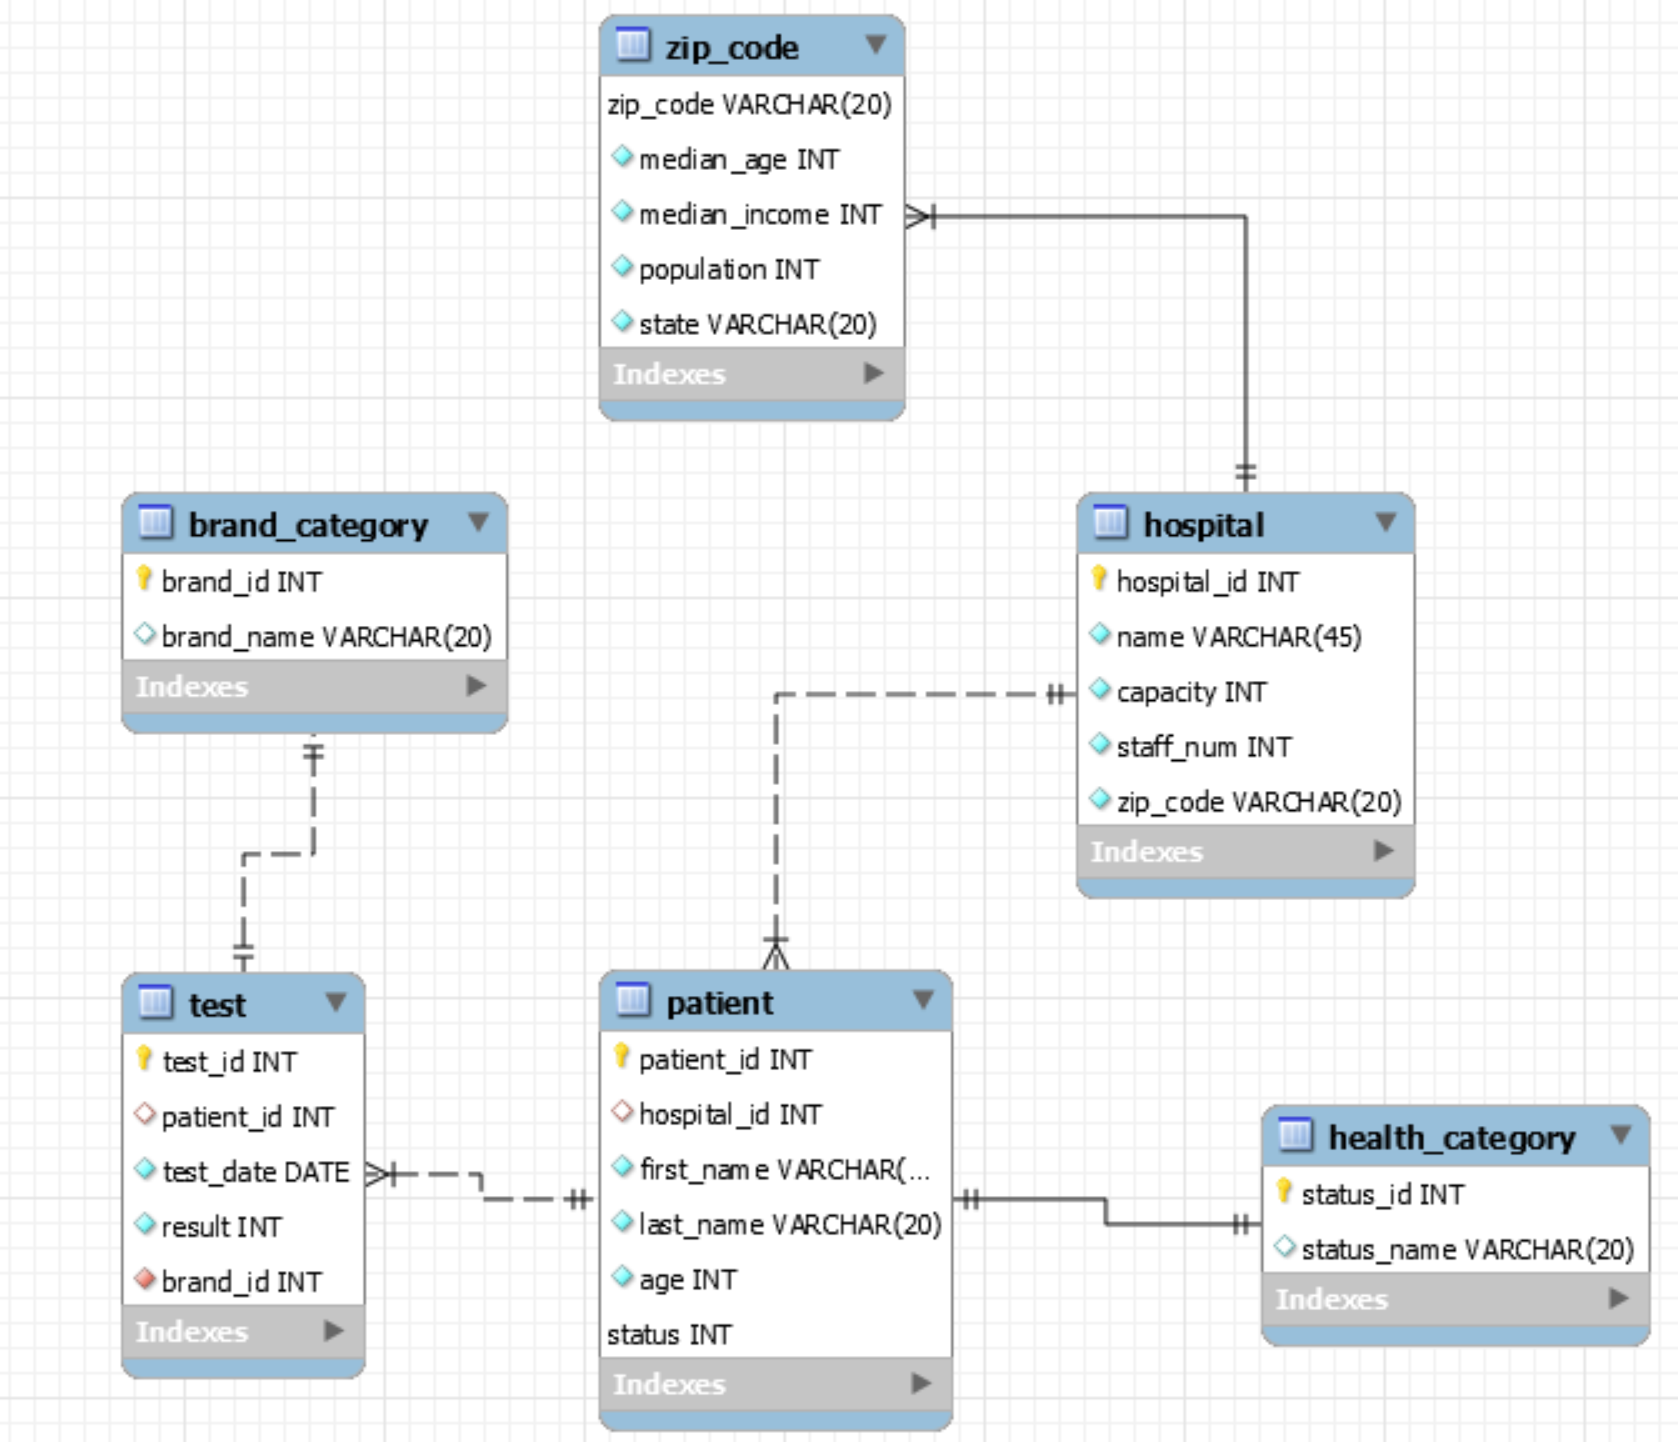 zip_code
zip_code VARCHAR(20)
median_age INT
median_income INT
population INT
state VARCHAR(20)
Indexes
brand_category
brand_id INT
brand_name VARCHAR(20)
Indexes
hospital
hospital_id INT
name VARCHAR(45)
capacity INT
staff_num INT
zip_code VARCHAR(20)
Indexes
test
test_id INT
patient_id INT
test_date DATE
result INT
brand_id INT
Indexes
patient
patient_id INT
hospital_id INT
first_name VARCHAR(...
last_name VARCHAR(20)
age INT
status INT
Indexes
health_category
status_id INT
status_name VARCHAR(20)
Indexes